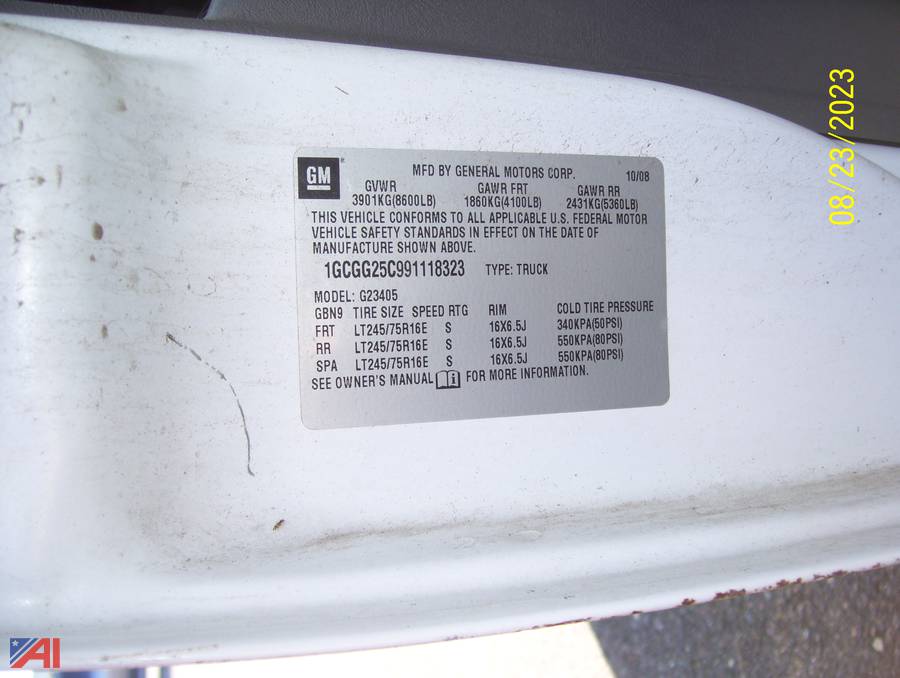 GM
MFD BY GENERAL MOTORS CORP. 10/08
GVWR GAWR FRT GAWR RR
3901KG(8600LB) 1860KG(4100LB) 2431KG(5360LB)
THIS VEHICLE CONFORMS TO ALL APPLICABLE U.S. FEDERAL MOTOR
VEHICLE SAFETY STANDARDS IN EFFECT ON THE DATE OF
MANUFACTURE SHOWN ABOVE.
1GCGG25C991118323 TYPE: TRUCK
MODEL: G23405
GBN9 TIRE SIZE SPEED RTG RIM COLD TIRE PRESSURE
FRT LT245/75R16E S 16X6.5J 340KPA(50PSI)
RR LT245/75R16E S 16X6.5J 550KPA(80PSI)
SPA LT245/75R16E S 16X6.5J 550KPA(80PSI)
SEE OWNER'S MANUAL FOR MORE INFORMATION.
08/23/2023
AI